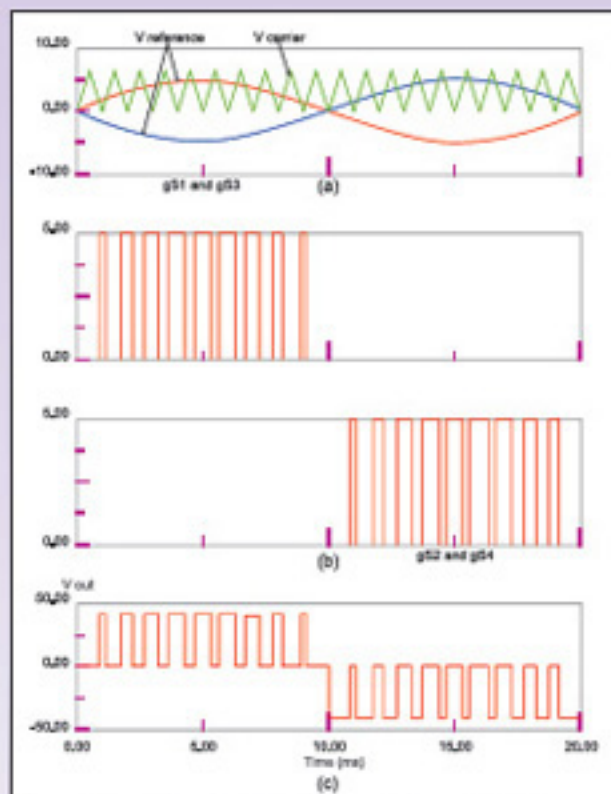 V reference V carrier
10.00
0.00
-10.00
gS1 and gS3
(a)
5.00
0.00
5.00
0.00
(b)
gS2 and gS4
V out
50.00
0.00
-50.00
0.00 5.00 10.00 15.00 20.00
Time (ms)
(c)